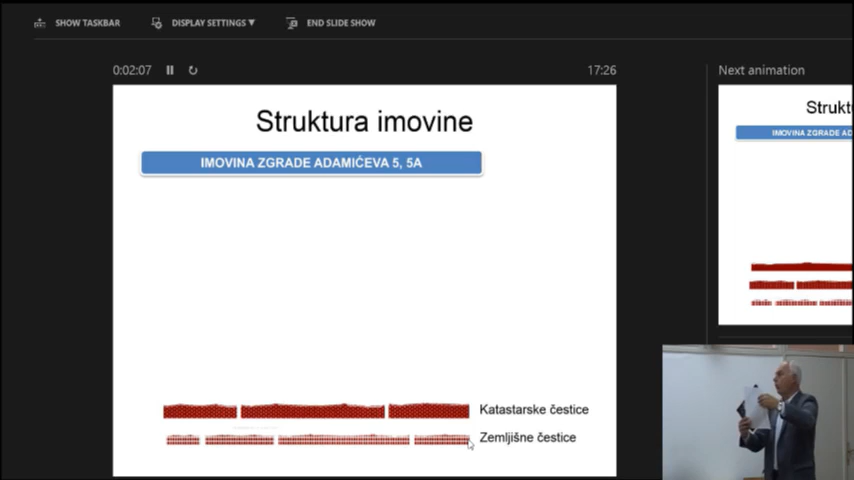 SHOW TASKBAR
DISPLAY SETTINGS
END SLIDE SHOW
0:02:07
17:26
Next animation
Struktura imovine
IMOVINA ZGRADE ADAMIĆEVA 5, 5A
Katastarske čestice
Zemljišne čestice
Strukt
IMOVINA ZGRADE AD